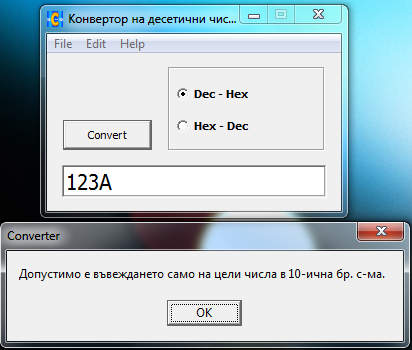 Конвертор на десетични чис...
File Edit Help
Dec - Hex
Convert
Hex - Dec
123A
Converter
Допустимо е въвеждането само на цели числа в 10-ична бр. с-ма.
OK